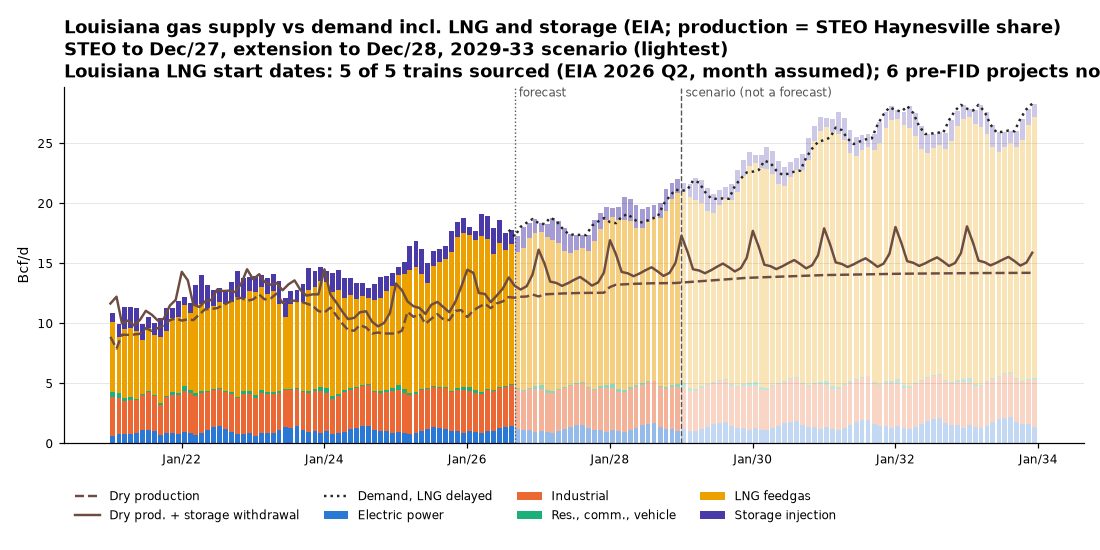 Louisiana gas supply vs demand incl. LNG and storage (EIA; production = STEO Haynesville share)
STEO to Dec/27, extension to Dec/28, 2029-33 scenario (lightest)
Louisiana LNG start dates: 5 of 5 trains sourced (EIA 2026 Q2, month assumed); 6 pre-FID projects no
forecast
scenario (not a forecast)
Bcf/d
25
20
15
10
5
0
Jan/22
Jan/24
Jan/26
Jan/28
Jan/30
Jan/32
Jan/34
Dry production
Dry prod. + storage withdrawal
Demand, LNG delayed
Electric power
Industrial
Res., comm., vehicle
LNG feedgas
Storage injection